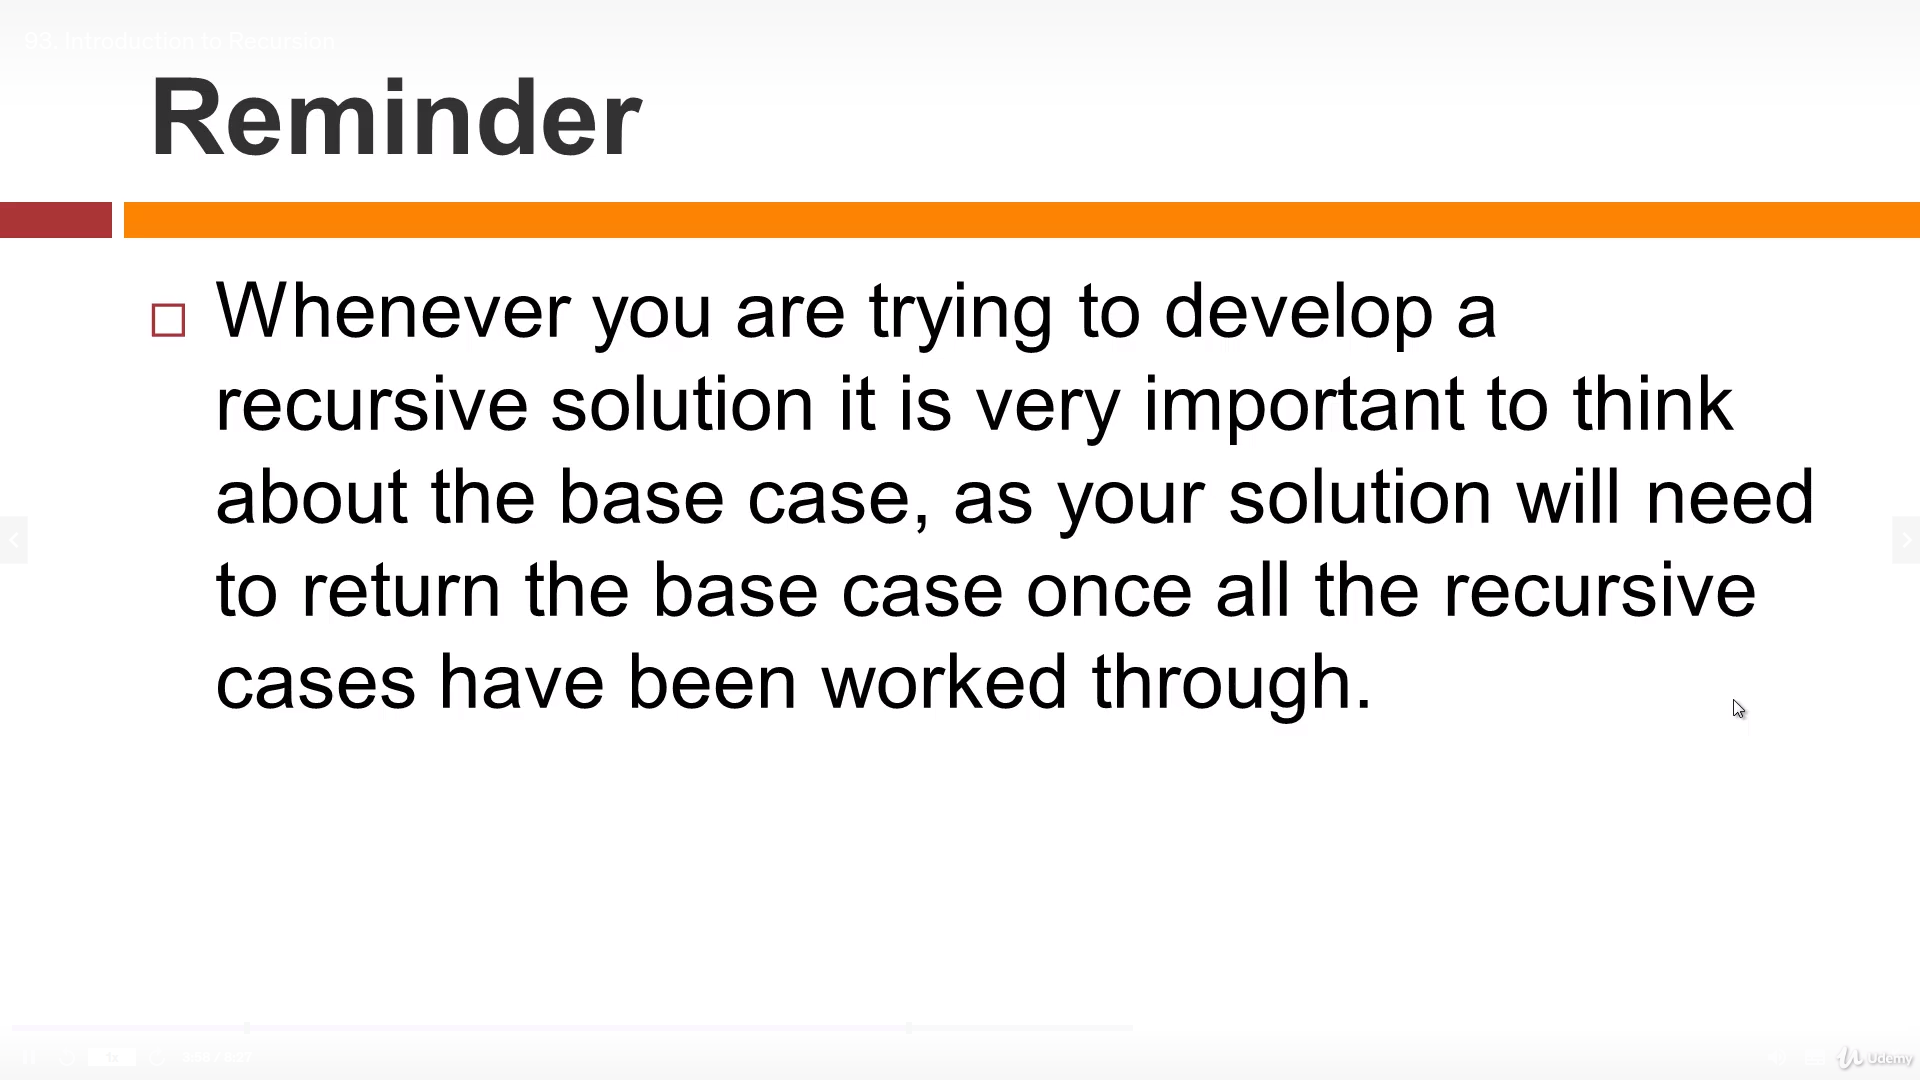 93. Introduction to Recursion
Reminder
Whenever you are trying to develop a
recursive solution it is very important to think
about the base case, as your solution will need
to return the base case once all the recursive
cases have been worked through.
1x
Udemy